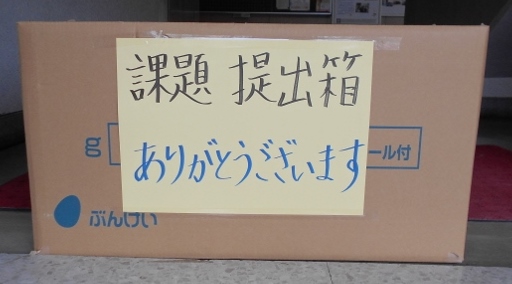 課題 提出箱
ありがとうございます
g
ール付
ぶんけい